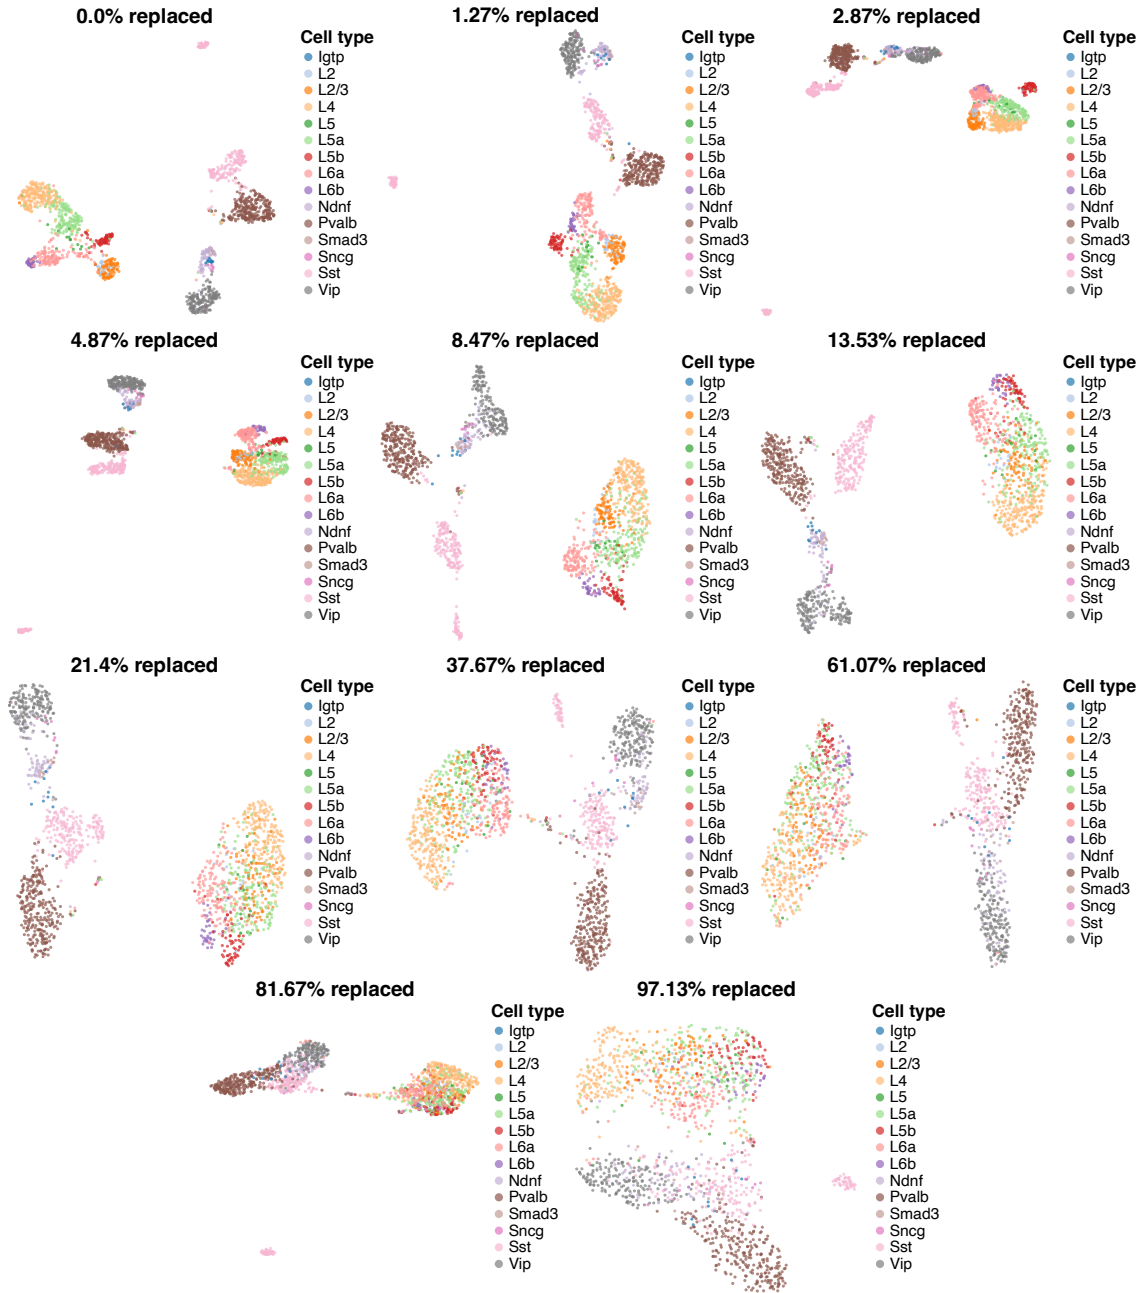 0.0% replaced
Cell type
Igtp
L2
L2/3
L4
L5
L5a
L5b
L6a
L6b
Ndnf
Pvalb
Smad3
Sncg
Sst
Vip
1.27% replaced
Cell type
Igtp
L2
L2/3
L4
L5
L5a
L5b
L6a
L6b
Ndnf
Pvalb
Smad3
Sncg
Sst
Vip
2.87% replaced
Cell type
Igtp
L2
L2/3
L4
L5
L5a
L5b
L6a
L6b
Ndnf
Pvalb
Smad3
Sncg
Sst
Vip
4.87% replaced
Cell type
Igtp
L2
L2/3
L4
L5
L5a
L5b
L6a
L6b
Ndnf
Pvalb
Smad3
Sncg
Sst
Vip
8.47% replaced
Cell type
Igtp
L2
L2/3
L4
L5
L5a
L5b
L6a
L6b
Ndnf
Pvalb
Smad3
Sncg
Sst
Vip
13.53% replaced
Cell type
Igtp
L2
L2/3
L4
L5
L5a
L5b
L6a
L6b
Ndnf
Pvalb
Smad3
Sncg
Sst
Vip
21.4% replaced
Cell type
Igtp
L2
L2/3
L4
L5
L5a
L5b
L6a
L6b
Ndnf
Pvalb
Smad3
Sncg
Sst
Vip
37.67% replaced
Cell type
Igtp
L2
L2/3
L4
L5
L5a
L5b
L6a
L6b
Ndnf
Pvalb
Smad3
Sncg
Sst
Vip
61.07% replaced
Cell type
Igtp
L2
L2/3
L4
L5
L5a
L5b
L6a
L6b
Ndnf
Pvalb
Smad3
Sncg
Sst
Vip
81.67% replaced
Cell type
Igtp
L2
L2/3
L4
L5
L5a
L5b
L6a
L6b
Ndnf
Pvalb
Smad3
Sncg
Sst
Vip
97.13% replaced
Cell type
Igtp
L2
L2/3
L4
L5
L5a
L5b
L6a
L6b
Ndnf
Pvalb
Smad3
Sncg
Sst
Vip